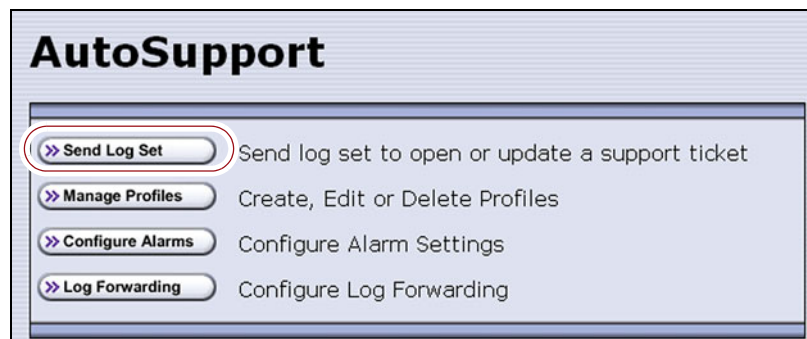 AutoSupport
» Send Log Set Send log set to open or update a support ticket
» Manage Profiles Create, Edit or Delete Profiles
» Configure Alarms Configure Alarm Settings
» Log Forwarding Configure Log Forwarding